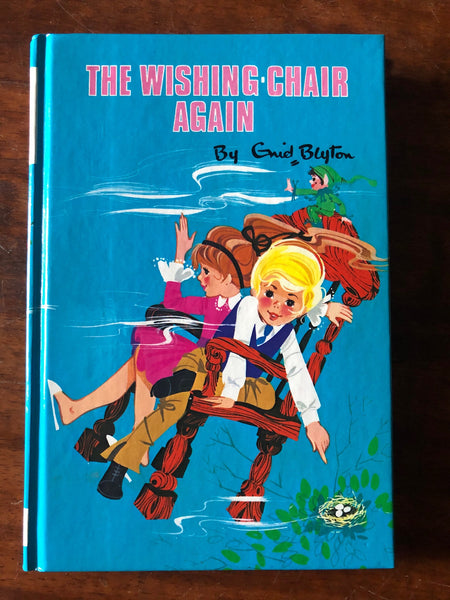 THE WISHING-CHAIR
AGAIN
By Enid Blyton